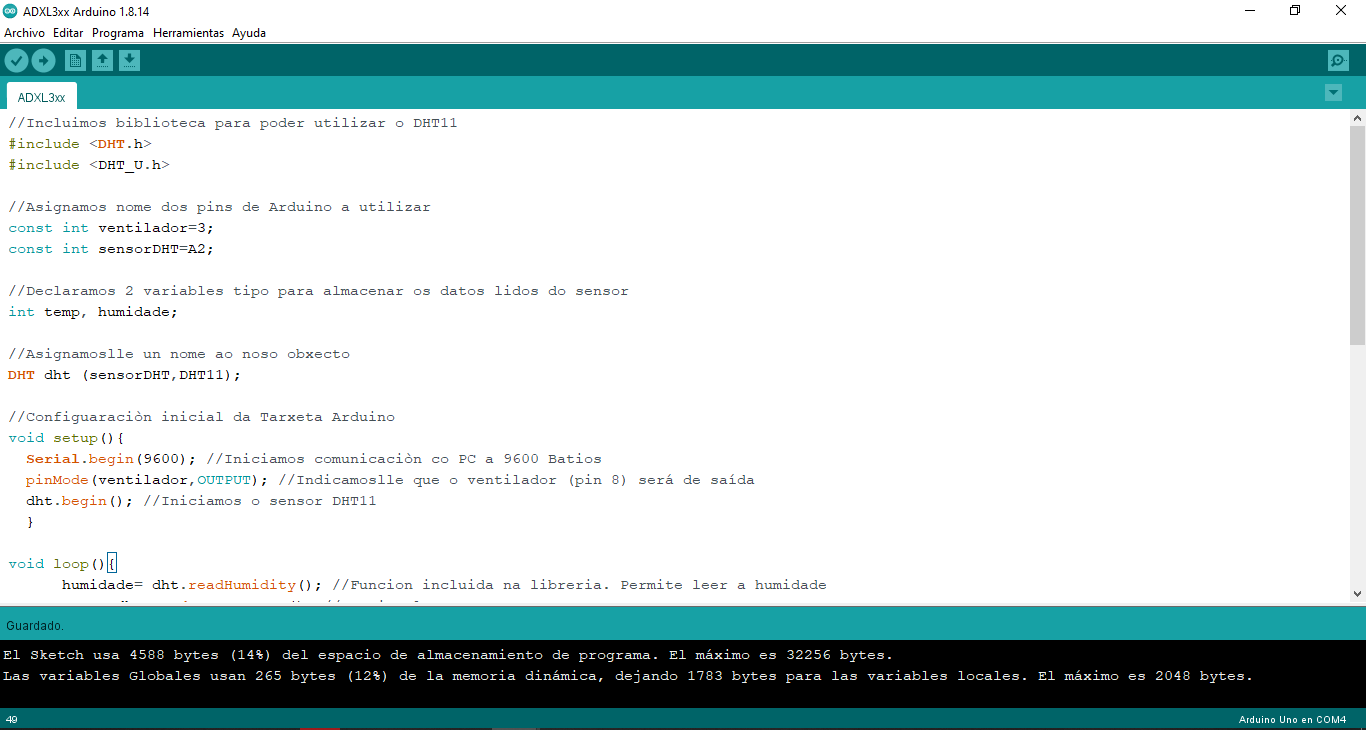 ADXL3xx Arduino 1.8.14
Archivo Editar Programa Herramientas Ayuda
ADXL3xx
//Incluimos biblioteca para poder utilizar o DHT11
#include <DHT.h>
#include <DHT_U.h>
//Asignamos nome dos pins de Arduino a utilizar
const int ventilador=3;
const int sensorDHT=A2;
//Declaramos 2 variables tipo para almacenar os datos lidos do sensor
int temp, humidade;
//Asignamoslle un nome ao noso obxecto
DHT dht (sensorDHT,DHT11);
//Configuaraciòn inicial da Tarxeta Arduino
void setup(){
Serial.begin(9600); //Iniciamos comunicaciòn co PC a 9600 Batios
pinMode(ventilador,OUTPUT); //Indicamoslle que o ventilador (pin 8) será de saída
dht.begin(); //Iniciamos o sensor DHT11
}
void loop(){
humidade= dht.readHumidity(); //Funcion incluida na libreria. Permite leer a humidade
Guardado.
El Sketch usa 4588 bytes (14%) del espacio de almacenamiento de programa. El máximo es 32256 bytes.
Las variables Globales usan 265 bytes (12%) de la memoria dinámica, dejando 1783 bytes para las variables locales. El máximo es 2048 bytes.
49
Arduino Uno en COM4